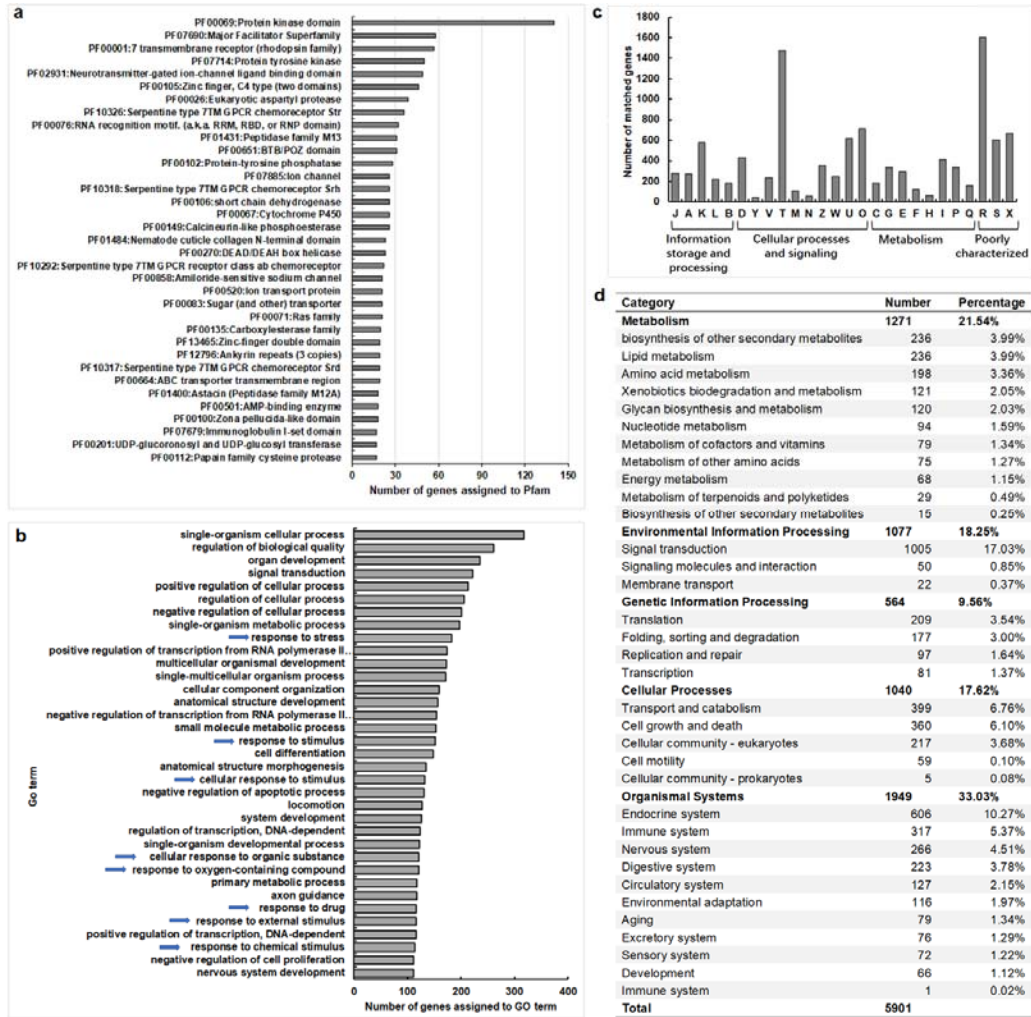 a
PF00069:Protein kinase domain
PF07690:Major Facilitator Superfamily
PF00001:7 transmembrane receptor (rhodopsin family)
PF07714:Protein tyrosine kinase
PF02931:Neurotransmitter-gated ion-channel ligand binding domain
PF00105:Zinc finger, C4 type (two domains)
PF00026:Eukaryotic aspartyl protease
PF10326:Serpentine type 7TM GPCR chemoreceptor Str
PF00076:RNA recognition motif. (a.k.a. RRM, RBD, or RNP domain)
PF01431:Peptidase family M13
PF00651:BTB/POZ domain
PF00102:Protein-tyrosine phosphatase
PF07885:Ion channel
PF10318:Serpentine type 7TM GPCR chemoreceptor Srh
PF00106:short chain dehydrogenase
PF00067:Cytochrome P450
PF00149:Calcineurin-like phosphoesterase
PF01484:Nematode cuticle collagen N-terminal domain
PF00270:DEAD/DEAH box helicase
PF10292:Serpentine type 7TM GPCR receptor class ab chemoreceptor
PF00858:Amiloride-sensitive sodium channel
PF00520:Ion transport protein
PF00083:Sugar (and other) transporter
PF00071:Ras family
PF00135:Carboxylesterase family
PF13465:Zinc-finger double domain
PF12796:Ankyrin repeats (3 copies)
PF10317:Serpentine type 7TM GPCR chemoreceptor Srd
PF00664:ABC transporter transmembrane region
PF01400:Astacin (Peptidase family M12A)
PF00501:AMP-binding enzyme
PF00100:Zona pellucida-like domain
PF07679:Immunoglobulin I-set domain
PF00201:UDP-glucoronosyl and UDP-glucosyl transferase
PF00112:Papain family cysteine protease
0 30 60 90 120 150
Number of genes assigned to Pfam
b
Go term
single-organism cellular process
regulation of biological quality
organ development
signal transduction
positive regulation of cellular process
regulation of cellular process
negative regulation of cellular process
single-organism metabolic process
response to stress
positive regulation of transcription from RNA polymerase II..
multicellular organismal development
single-multicellular organism process
cellular component organization
anatomical structure development
negative regulation of transcription from RNA polymerase II..
small molecule metabolic process
response to stimulus
cell differentiation
anatomical structure morphogenesis
cellular response to stimulus
negative regulation of apoptotic process
locomotion
system development
regulation of transcription, DNA-dependent
single-organism developmental process
cellular response to organic substance
response to oxygen-containing compound
primary metabolic process
axon guidance
response to drug
response to external stimulus
positive regulation of transcription, DNA-dependent
response to chemical stimulus
negative regulation of cell proliferation
nervous system development
0 100 200 300 400
Number of genes assigned to GO term
c
Number of matched genes
1800
1600
1400
1200
1000
800
600
400
200
0
J A K L B D Y V T M N Z W U O C G E F H I P Q R S X
Information storage and processing
Cellular processes and signaling
Metabolism
Poorly characterized
d
Category Number Percentage
Metabolism 1271 21.54%
biosynthesis of other secondary metabolites 236 3.99%
Lipid metabolism 236 3.99%
Amino acid metabolism 198 3.36%
Xenobiotics biodegradation and metabolism 121 2.05%
Glycan biosynthesis and metabolism 120 2.03%
Nucleotide metabolism 94 1.59%
Metabolism of cofactors and vitamins 79 1.34%
Metabolism of other amino acids 75 1.27%
Energy metabolism 68 1.15%
Metabolism of terpenoids and polyketides 29 0.49%
Biosynthesis of other secondary metabolites 15 0.25%
Environmental Information Processing 1077 18.25%
Signal transduction 1005 17.03%
Signaling molecules and interaction 50 0.85%
Membrane transport 22 0.37%
Genetic Information Processing 564 9.56%
Translation 209 3.54%
Folding, sorting and degradation 177 3.00%
Replication and repair 97 1.64%
Transcription 81 1.37%
Cellular Processes 1040 17.62%
Transport and catabolism 399 6.76%
Cell growth and death 360 6.10%
Cellular community - eukaryotes 217 3.68%
Cell motility 59 0.10%
Cellular community - prokaryotes 5 0.08%
Organismal Systems 1949 33.03%
Endocrine system 606 10.27%
Immune system 317 5.37%
Nervous system 266 4.51%
Digestive system 223 3.78%
Circulatory system 127 2.15%
Environmental adaptation 116 1.97%
Aging 79 1.34%
Excretory system 76 1.29%
Sensory system 72 1.22%
Development 66 1.12%
Immune system 1 0.02%
Total 5901